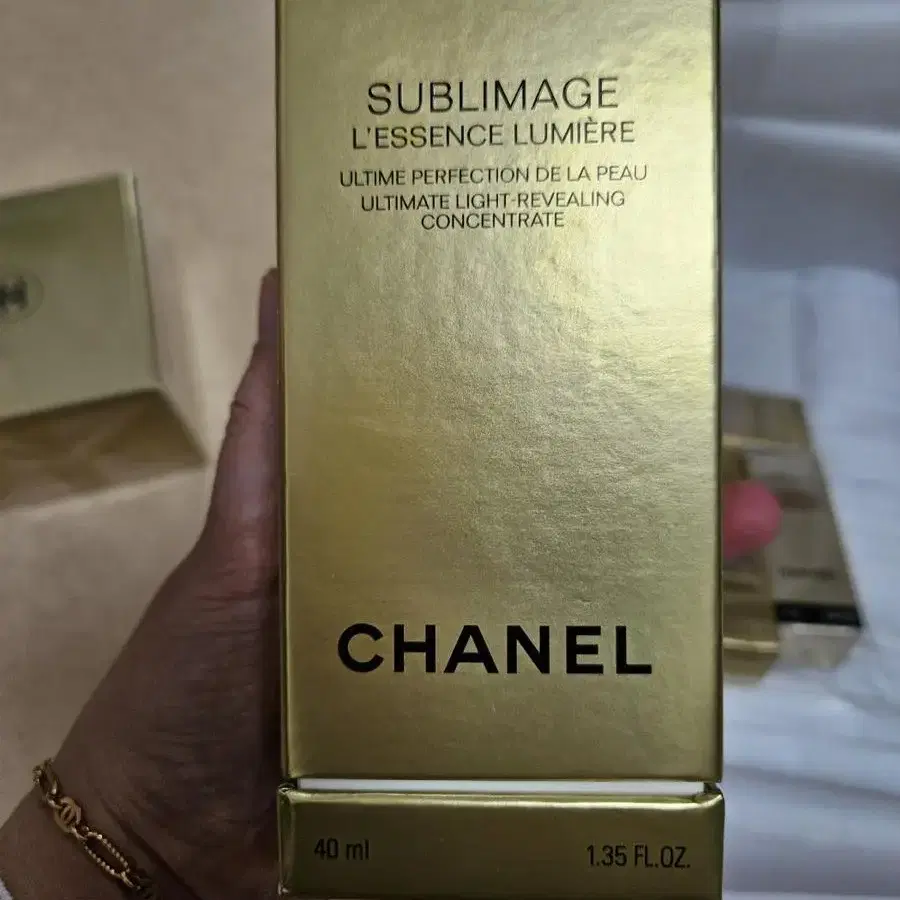 SUBLIMAGE
L'ESSENCE LUMIÈRE
ULTIME PERFECTION DE LA PEAU
ULTIMATE LIGHT-REVEALING
CONCENTRATE
CHANEL
40 ml 1.35 FL.OZ.